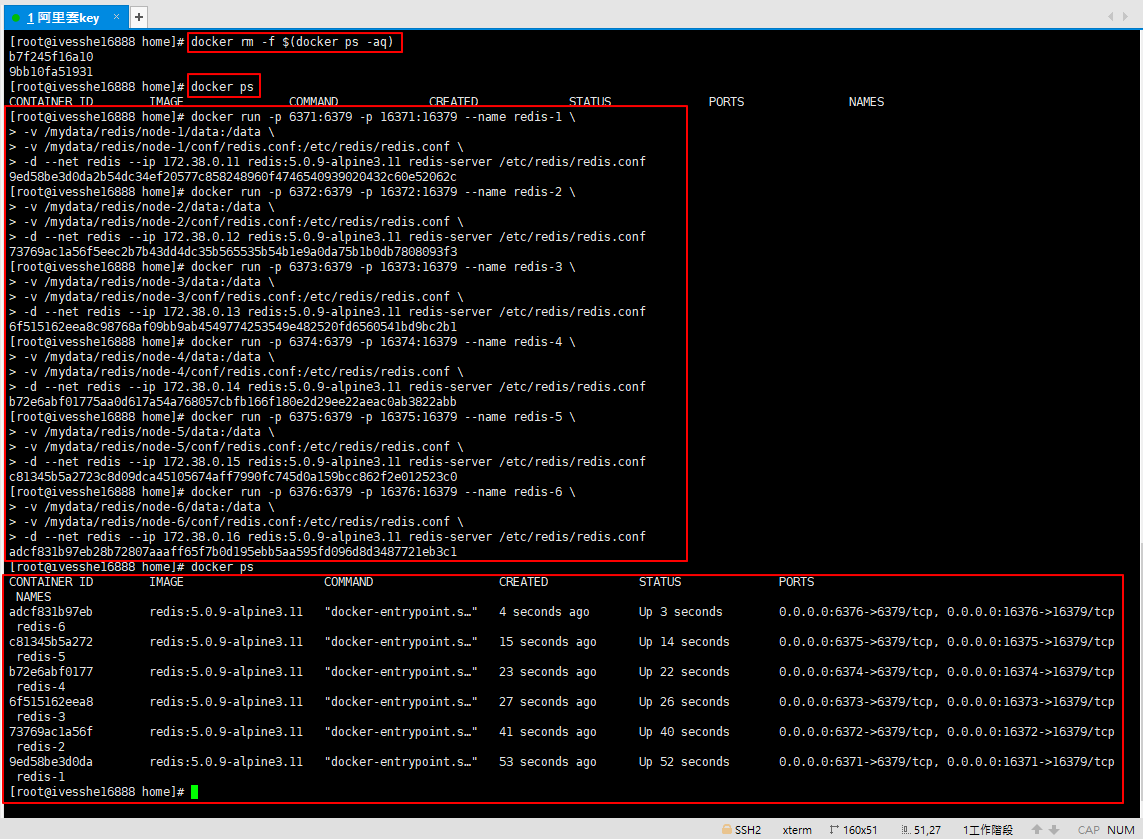 1 阿里雲key × +
[root@ivesshe16888 home]# docker rm -f $(docker ps -aq)
b7f245f16a10
9bb10fa51931
[root@ivesshe16888 home]# docker ps
CONTAINER ID IMAGE COMMAND CREATED STATUS PORTS NAMES
[root@ivesshe16888 home]# docker run -p 6371:6379 -p 16371:16379 --name redis-1 \
> -v /mydata/redis/node-1/data:/data \
> -v /mydata/redis/node-1/conf/redis.conf:/etc/redis/redis.conf \
> -d --net redis --ip 172.38.0.11 redis:5.0.9-alpine3.11 redis-server /etc/redis/redis.conf
9ed58be3d0da2b54dc34ef20577c858248960f4746540939020432c60e52062c
[root@ivesshe16888 home]# docker run -p 6372:6379 -p 16372:16379 --name redis-2 \
> -v /mydata/redis/node-2/data:/data \
> -v /mydata/redis/node-2/conf/redis.conf:/etc/redis/redis.conf \
> -d --net redis --ip 172.38.0.12 redis:5.0.9-alpine3.11 redis-server /etc/redis/redis.conf
73769ac1a56f5eec2b7b43dd4dc35b565535b54b1e9a0da75b1b0db7808093f3
[root@ivesshe16888 home]# docker run -p 6373:6379 -p 16373:16379 --name redis-3 \
> -v /mydata/redis/node-3/data:/data \
> -v /mydata/redis/node-3/conf/redis.conf:/etc/redis/redis.conf \
> -d --net redis --ip 172.38.0.13 redis:5.0.9-alpine3.11 redis-server /etc/redis/redis.conf
6f515162eea8c98768af09bb9ab4549774253549e482520fd6560541bd9bc2b1
[root@ivesshe16888 home]# docker run -p 6374:6379 -p 16374:16379 --name redis-4 \
> -v /mydata/redis/node-4/data:/data \
> -v /mydata/redis/node-4/conf/redis.conf:/etc/redis/redis.conf \
> -d --net redis --ip 172.38.0.14 redis:5.0.9-alpine3.11 redis-server /etc/redis/redis.conf
b72e6abf01775aa0d617a54a768057cbfb166f180e2d29ee22aeac0ab3822abb
[root@ivesshe16888 home]# docker run -p 6375:6379 -p 16375:16379 --name redis-5 \
> -v /mydata/redis/node-5/data:/data \
> -v /mydata/redis/node-5/conf/redis.conf:/etc/redis/redis.conf \
> -d --net redis --ip 172.38.0.15 redis:5.0.9-alpine3.11 redis-server /etc/redis/redis.conf
c81345b5a2723c8d09dca45105674aff7990fc745d0a159bcc862f2e012523c0
[root@ivesshe16888 home]# docker run -p 6376:6379 -p 16376:16379 --name redis-6 \
> -v /mydata/redis/node-6/data:/data \
> -v /mydata/redis/node-6/conf/redis.conf:/etc/redis/redis.conf \
> -d --net redis --ip 172.38.0.16 redis:5.0.9-alpine3.11 redis-server /etc/redis/redis.conf
adcf831b97eb28b72807aaaff65f7b0d195ebb5aa595fd096d8d3487721eb3c1
[root@ivesshe16888 home]# docker ps
CONTAINER ID IMAGE COMMAND CREATED STATUS PORTS
NAMES
adcf831b97eb redis:5.0.9-alpine3.11 "docker-entrypoint.s…" 4 seconds ago Up 3 seconds 0.0.0.0:6376->6379/tcp, 0.0.0.0:16376->16379/tcp
redis-6
c81345b5a272 redis:5.0.9-alpine3.11 "docker-entrypoint.s…" 15 seconds ago Up 14 seconds 0.0.0.0:6375->6379/tcp, 0.0.0.0:16375->16379/tcp
redis-5
b72e6abf0177 redis:5.0.9-alpine3.11 "docker-entrypoint.s…" 23 seconds ago Up 22 seconds 0.0.0.0:6374->6379/tcp, 0.0.0.0:16374->16379/tcp
redis-4
6f515162eea8 redis:5.0.9-alpine3.11 "docker-entrypoint.s…" 27 seconds ago Up 26 seconds 0.0.0.0:6373->6379/tcp, 0.0.0.0:16373->16379/tcp
redis-3
73769ac1a56f redis:5.0.9-alpine3.11 "docker-entrypoint.s…" 41 seconds ago Up 40 seconds 0.0.0.0:6372->6379/tcp, 0.0.0.0:16372->16379/tcp
redis-2
9ed58be3d0da redis:5.0.9-alpine3.11 "docker-entrypoint.s…" 53 seconds ago Up 52 seconds 0.0.0.0:6371->6379/tcp, 0.0.0.0:16371->16379/tcp
redis-1
[root@ivesshe16888 home]#
SSH2 xterm 160x51 51,27 1工作階段 CAP NUM